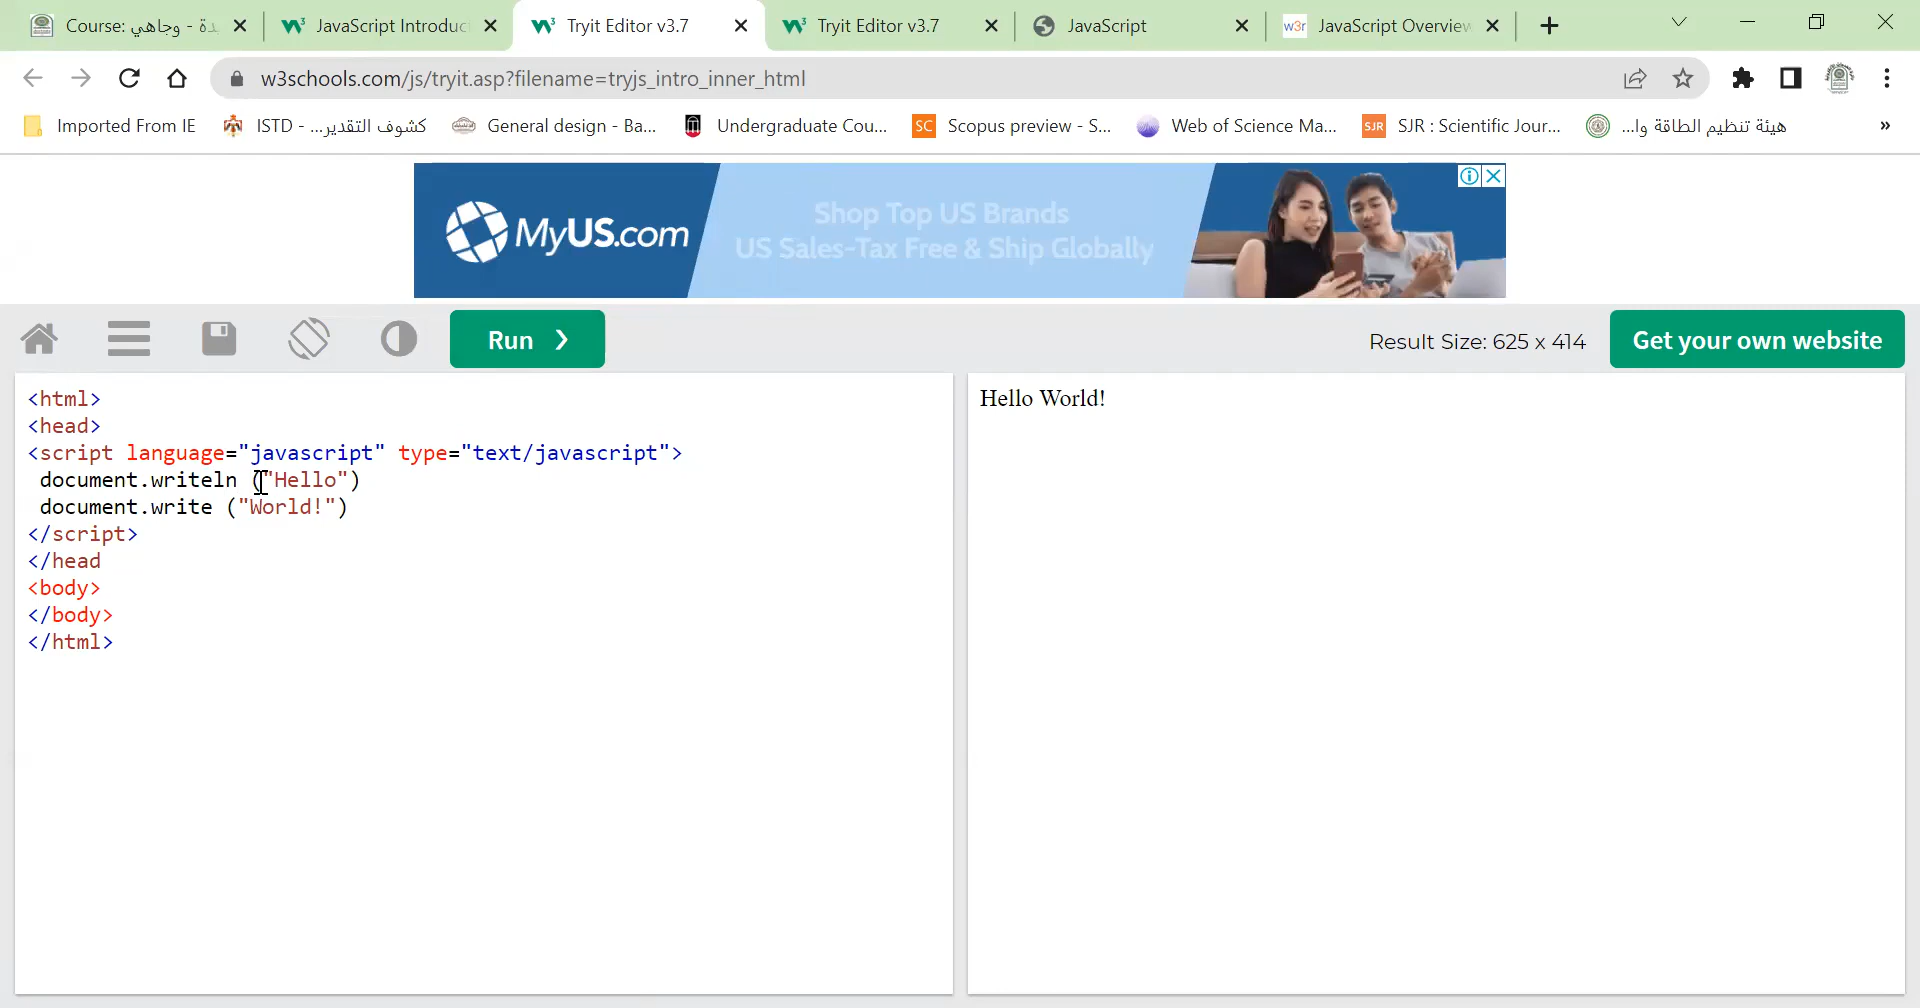 Course: وجاهي - دة
JavaScript Introduc
Tryit Editor v3.7
Tryit Editor v3.7
JavaScript
w3r JavaScript Overview
w3schools.com/js/tryit.asp?filename=tryjs_intro_inner_html
Imported From IE
ISTD - ...كشوف التقدير
General design - Ba...
Undergraduate Cou...
SC Scopus preview - S...
Web of Science Ma...
SJR SJR : Scientific Jour...
هيئة تنظيم الطاقة وا...
»
MyUS.com
Shop Top US Brands
US Sales-Tax Free & Ship Globally
Run ❯
Result Size: 625 x 414
Get your own website
<html>
<head>
<script language="javascript" type="text/javascript">
document.writeln ("Hello")
document.write ("World!")
</script>
</head
<body>
</body>
</html>
Hello World!